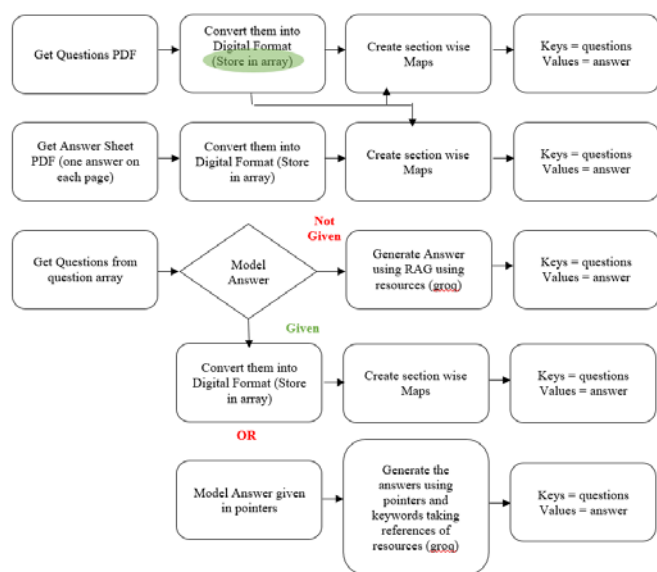 Get Questions PDF
Convert them into
Digital Format
(Store in array)
Create section wise
Maps
Keys = questions
Values = answer
Get Answer Sheet
PDF (one answer on
each page)
Convert them into
Digital Format (Store
in array)
Create section wise
Maps
Keys = questions
Values = answer
Get Questions from
question array
Model
Answer
Not
Given
Generate Answer
using RAG using
resources (groq)
Keys = questions
Values = answer
Given
Convert them into
Digital Format (Store
in array)
Create section wise
Maps
Keys = questions
Values = answer
OR
Model Answer given
in pointers
Generate the
answers using
pointers and
keywords taking
references of
resources (groq)
Keys = questions
Values = answer